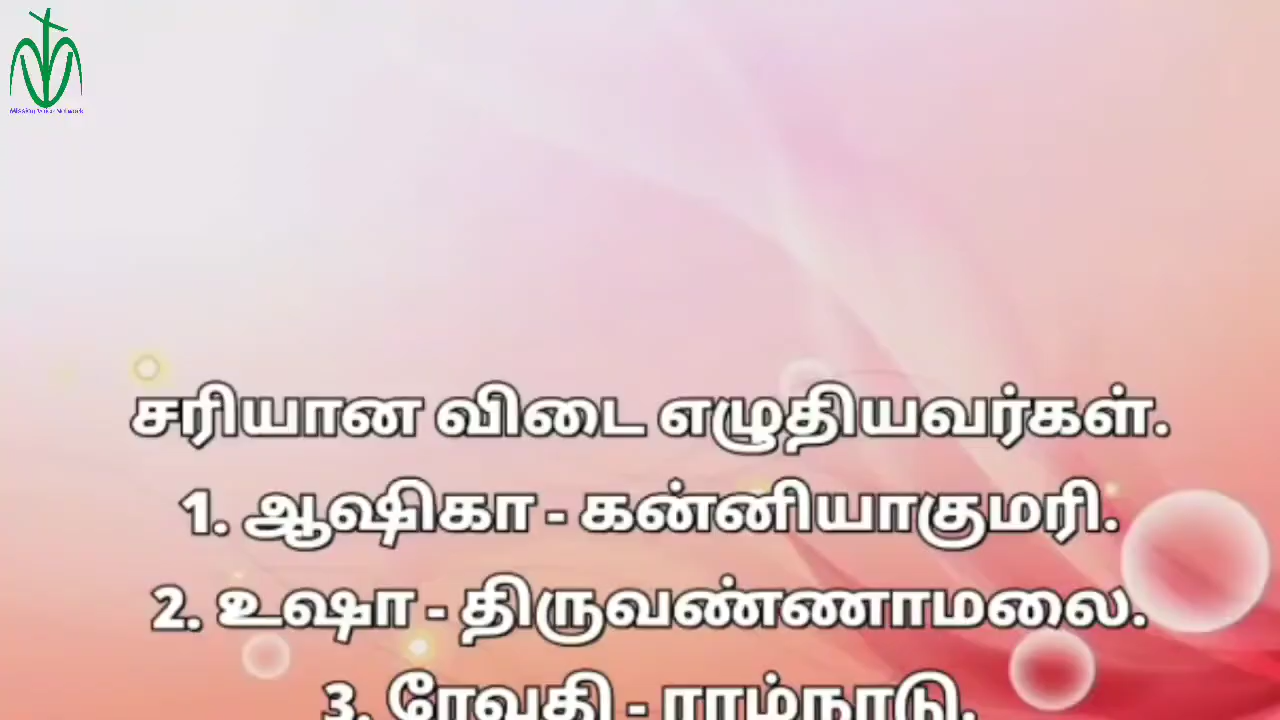 சரியான விடை எழுதியவர்கள்.
1. ஆஷிகா - கன்னியாகுமரி.
2. உஷா - திருவண்ணாமலை.
3. ரேவதி - ராம்நாடு.